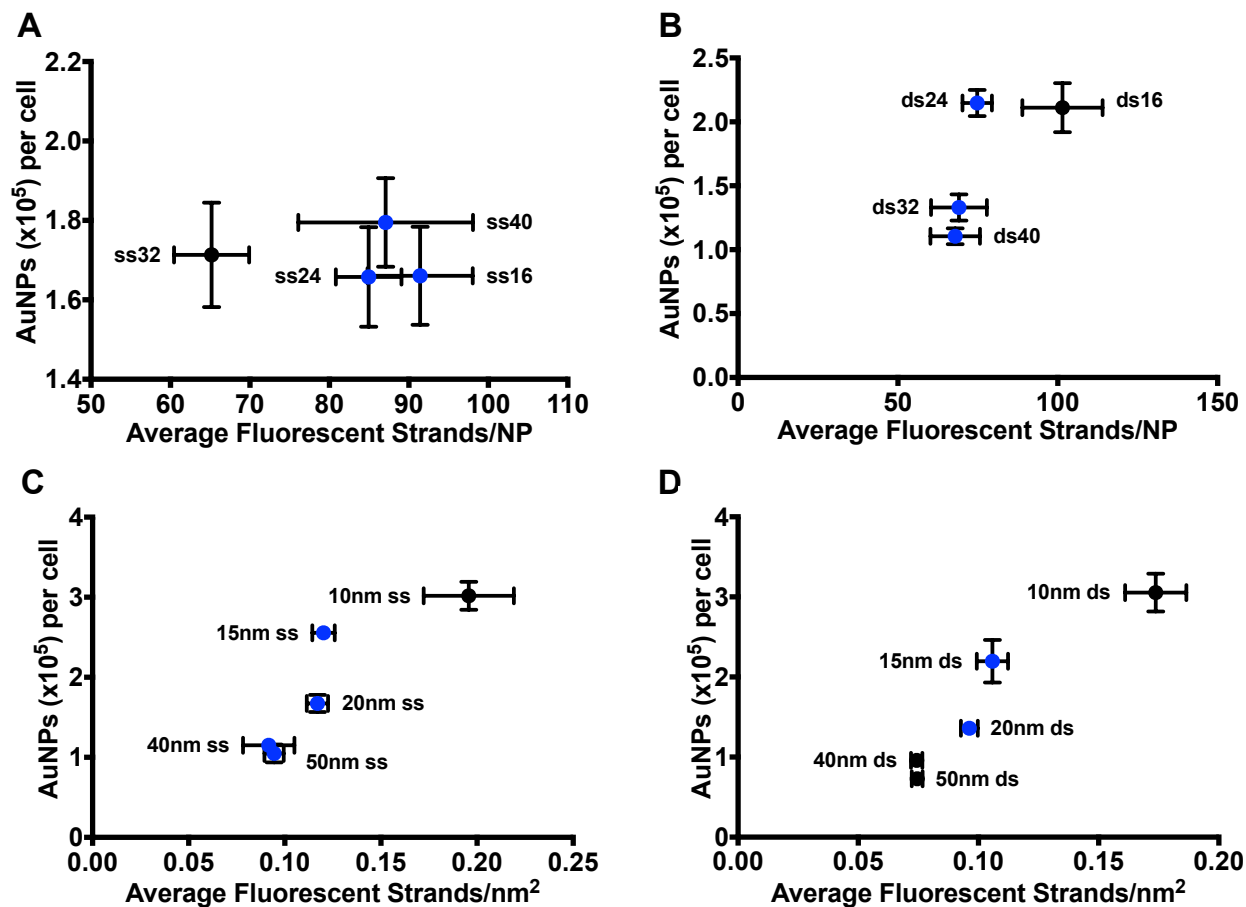 A
AuNPs (x10⁵) per cell
2.2
2.0
1.8
1.6
1.4
ss32
ss40
ss24
ss16
50 60 70 80 90 100 110
Average Fluorescent Strands/NP
B
AuNPs (x10⁵) per cell
2.5
2.0
1.5
1.0
0.5
0.0
ds24
ds16
ds32
ds40
0 50 100 150
Average Fluorescent Strands/NP
C
AuNPs (x10⁵) per cell
4
3
2
1
0
10nm ss
15nm ss
20nm ss
40nm ss
50nm ss
0.00 0.05 0.10 0.15 0.20 0.25
Average Fluorescent Strands/nm²
D
AuNPs (x10⁵) per cell
4
3
2
1
0
10nm ds
15nm ds
20nm ds
40nm ds
50nm ds
0.00 0.05 0.10 0.15 0.20
Average Fluorescent Strands/nm²